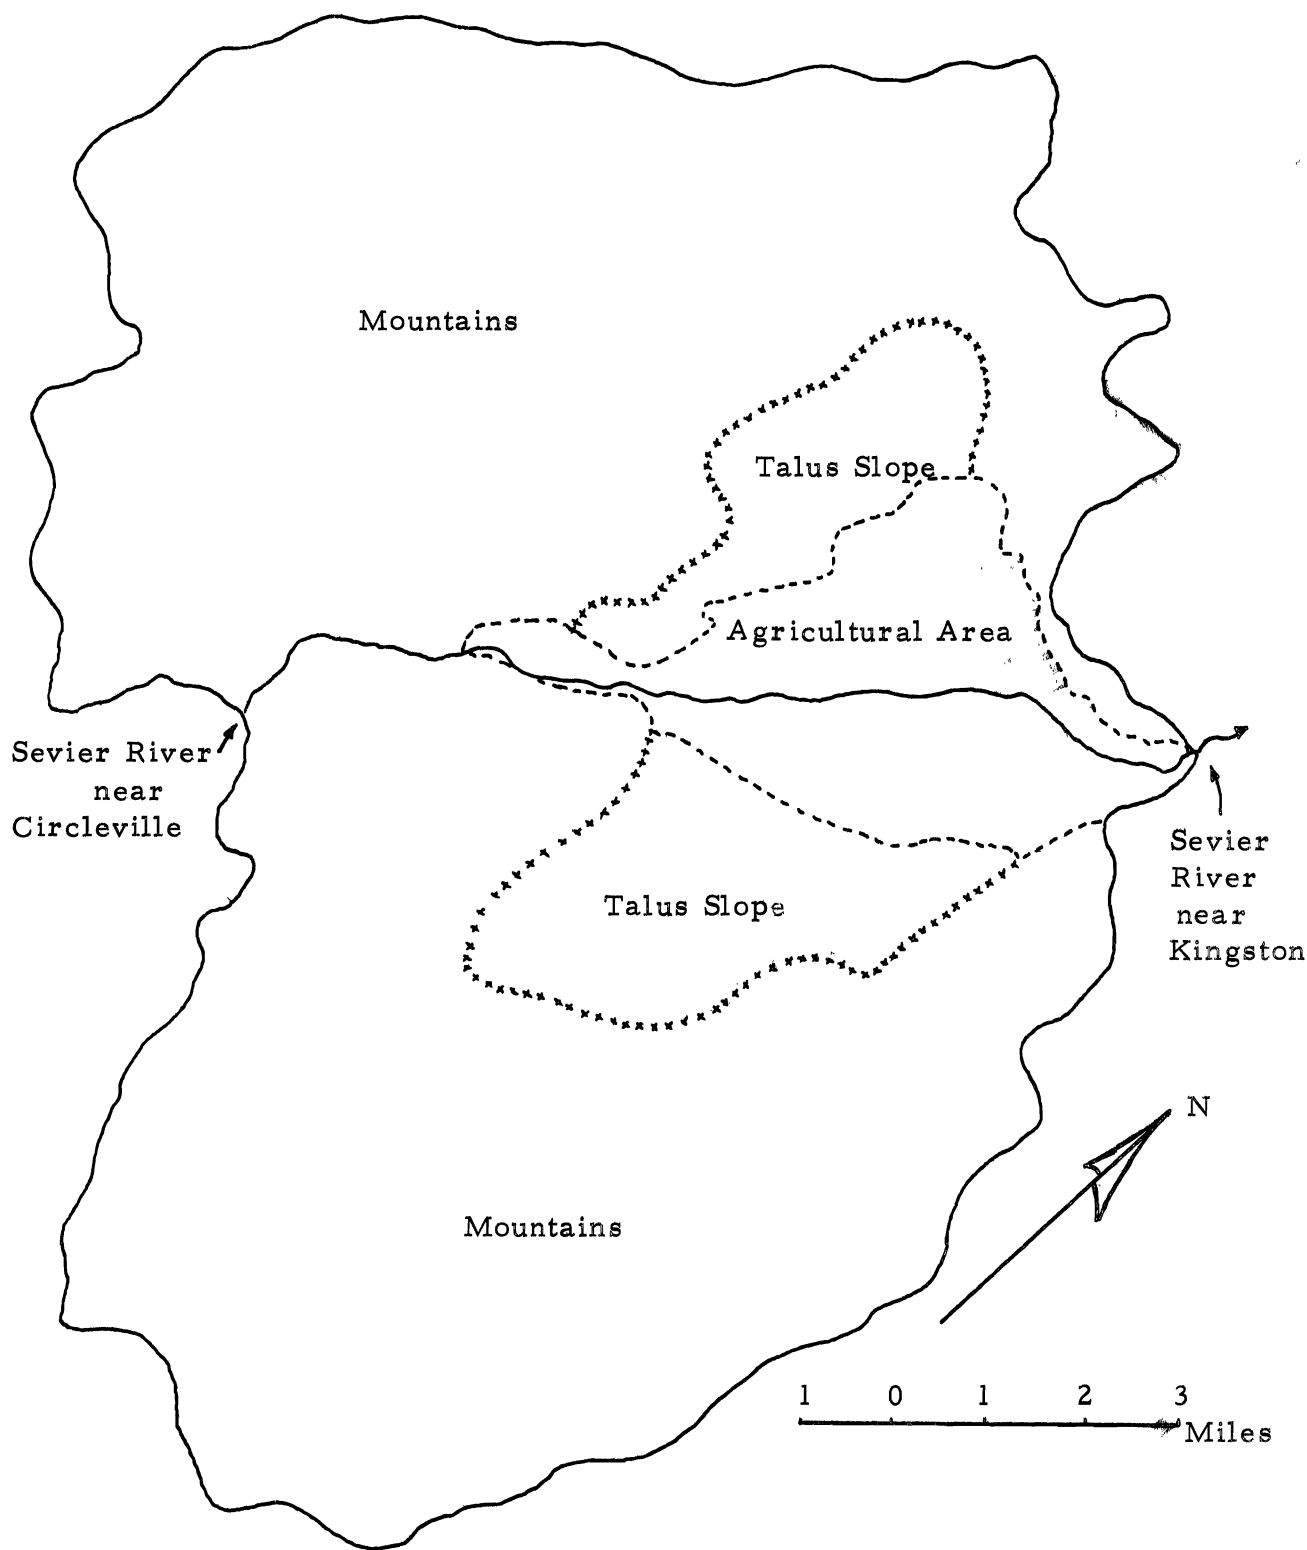 Mountains
Talus Slope
Agricultural Area
Sevier River
near
Circleville
Sevier
River
near
Kingston
Talus Slope
N
Mountains
1 0 1 2 3
Miles